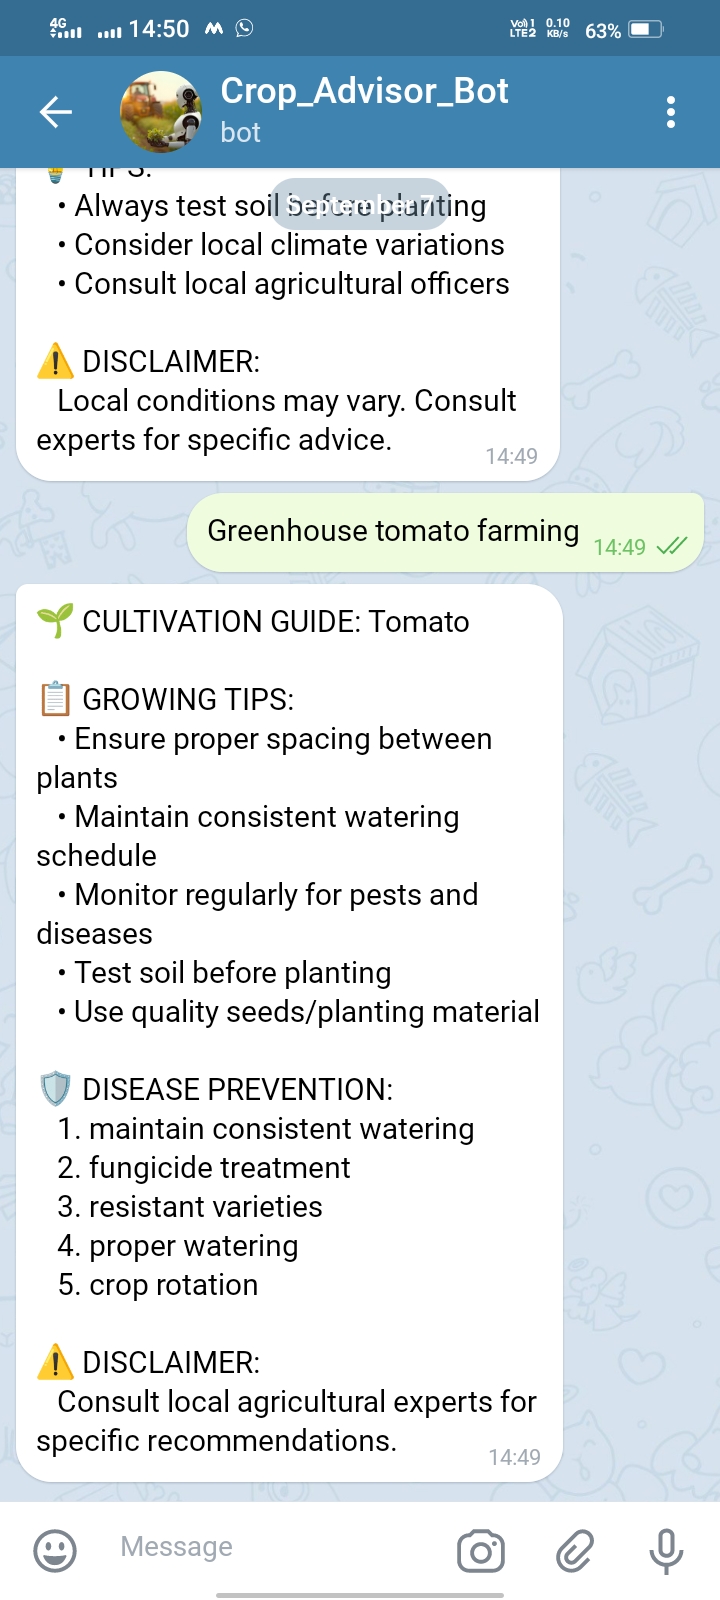 4G 14:50 Vo)) 1 LTE2 0.10 KB/s 63%
Crop_Advisor_Bot
bot
TIPS:
September 7
• Always test soil before planting
• Consider local climate variations
• Consult local agricultural officers
⚠️ DISCLAIMER:
Local conditions may vary. Consult
experts for specific advice.
14:49
Greenhouse tomato farming 14:49
🌱 CULTIVATION GUIDE: Tomato
📋 GROWING TIPS:
• Ensure proper spacing between
plants
• Maintain consistent watering
schedule
• Monitor regularly for pests and
diseases
• Test soil before planting
• Use quality seeds/planting material
🛡️ DISEASE PREVENTION:
1. maintain consistent watering
2. fungicide treatment
3. resistant varieties
4. proper watering
5. crop rotation
⚠️ DISCLAIMER:
Consult local agricultural experts for
specific recommendations.
14:49
Message